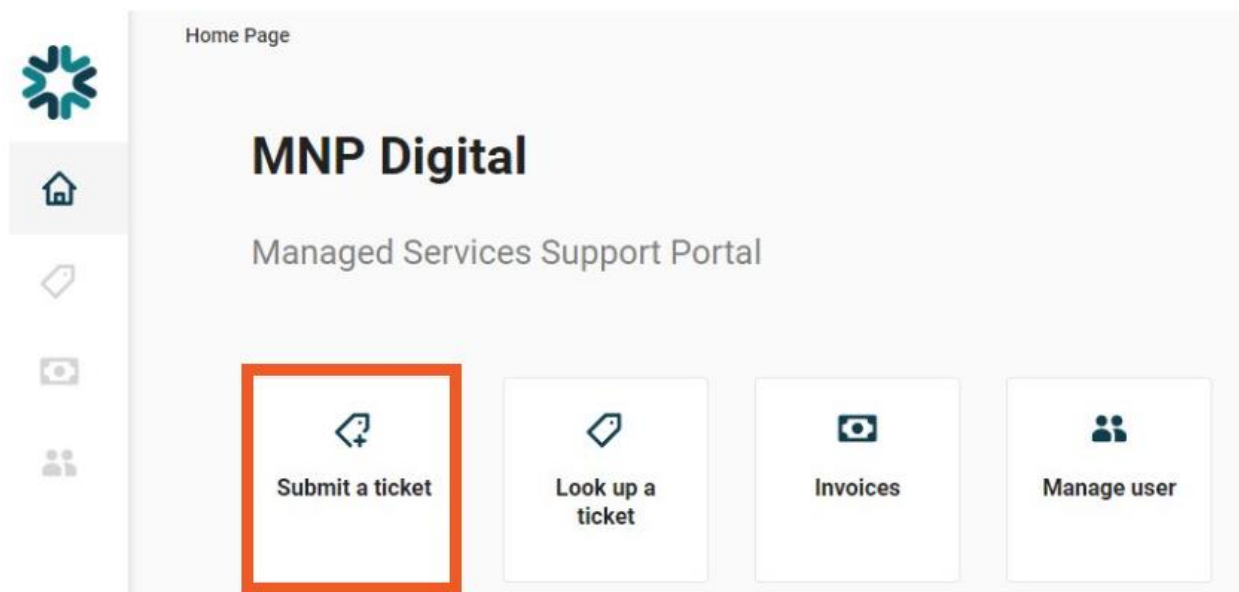 Home Page
MNP Digital
Managed Services Support Portal
Submit a ticket
Look up a
ticket
Invoices
Manage user